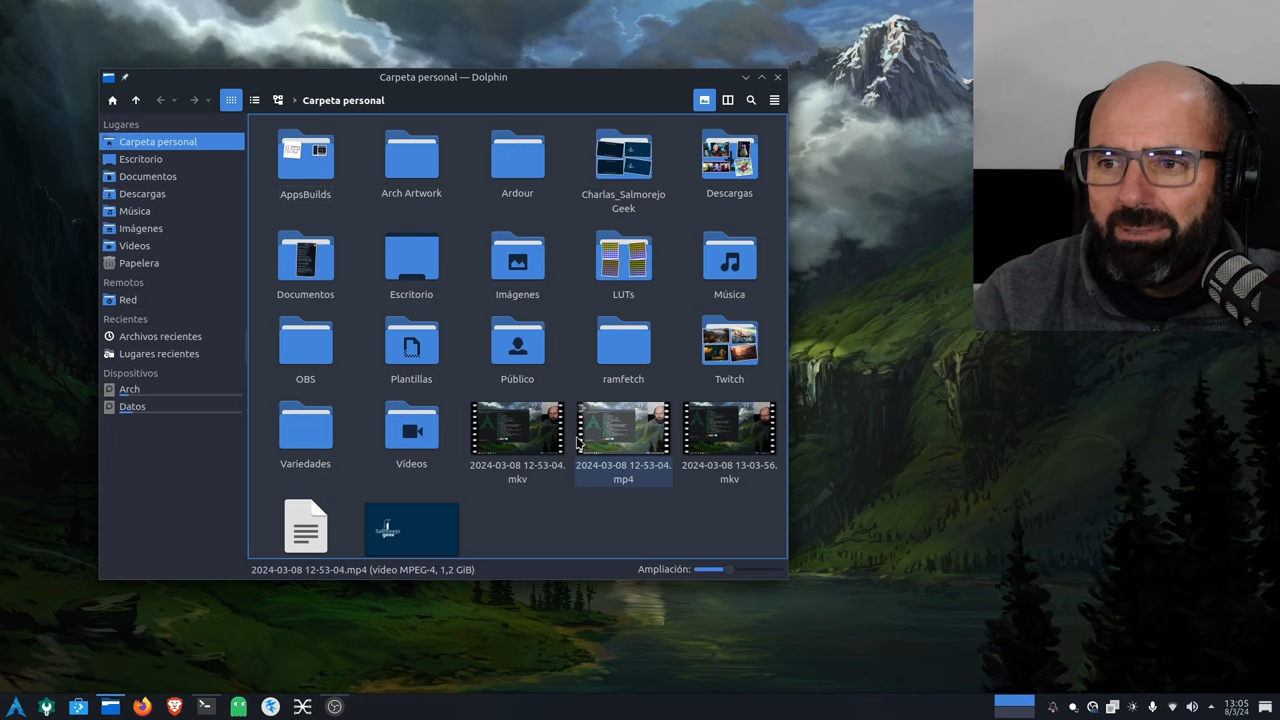 Carpeta personal — Dolphin
Carpeta personal
Lugares
Carpeta personal
Escritorio
Documentos
Descargas
Música
Imágenes
Vídeos
Papelera
Remotos
Red
Recientes
Archivos recientes
Lugares recientes
Dispositivos
Arch
Datos
AppsBuilds
Arch Artwork
Ardour
Charlas_Salmorejo
Geek
Descargas
Documentos
Escritorio
Imágenes
LUTs
Música
OBS
Plantillas
Público
ramfetch
Twitch
Variedades
Vídeos
2024-03-08 12-53-04.
mkv
2024-03-08 12-53-04.
mp4
2024-03-08 13-03-56.
mkv
Salmorejo
geek
2024-03-08 12-53-04.mp4 (vídeo MPEG-4, 1,2 GiB)
Ampliación:
13:05
8/3/24